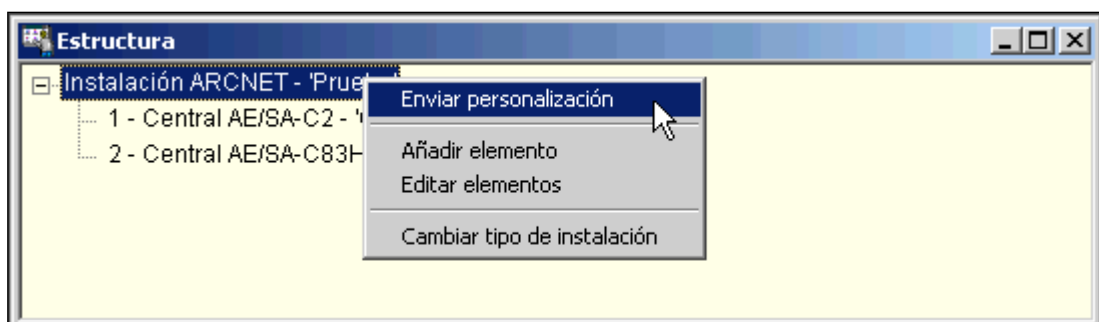 Estructura
Instalación ARCNET - 'Prue
Enviar personalización
1 - Central AE/SA-C2 - '
2 - Central AE/SA-C83H
Añadir elemento
Editar elementos
Cambiar tipo de instalación